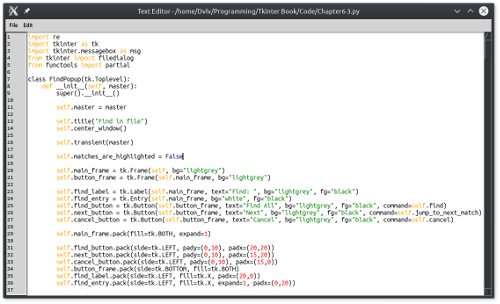 Text Editor - /home/Dvlv/Programming/Tkinter Book/Code/Chapter6-3.py
File Edit
1 import re
2 import tkinter as tk
3 import tkinter.messagebox as msg
4 from tkinter import filedialog
5 from functools import partial
6
7 class FindPopup(tk.Toplevel):
8     def __init__(self, master):
9         super().__init__()
10
11         self.master = master
12
13         self.title("Find in file")
14         self.center_window()
15
16         self.transient(master)
17
18         self.matches_are_highlighted = False
19
20         self.main_frame = tk.Frame(self, bg="lightgrey")
21         self.button_frame = tk.Frame(self.main_frame, bg="lightgrey")
22
23         self.find_label = tk.Label(self.main_frame, text="Find: ", bg="lightgrey", fg="black")
24         self.find_entry = tk.Entry(self.main_frame, bg="white", fg="black")
25         self.find_button = tk.Button(self.button_frame, text="Find All", bg="lightgrey", fg="black", command=self.find)
26         self.next_button = tk.Button(self.button_frame, text="Next", bg="lightgrey", fg="black", command=self.jump_to_next_match)
27         self.cancel_button = tk.Button(self.button_frame, text="Cancel", bg="lightgrey", fg="black", command=self.cancel)
28
29         self.main_frame.pack(fill=tk.BOTH, expand=1)
30
31         self.find_button.pack(side=tk.LEFT, pady=(0,10), padx=(20,20))
32         self.next_button.pack(side=tk.LEFT, pady=(0,10), padx=(15,20))
33         self.cancel_button.pack(side=tk.LEFT, pady=(0,10), padx=(15,0))
34         self.button_frame.pack(side=tk.BOTTOM, fill=tk.BOTH)
35         self.find_label.pack(side=tk.LEFT, fill=tk.X, padx=(20,0))
36         self.find_entry.pack(side=tk.LEFT, fill=tk.X, expand=1, padx=(0,20))
37